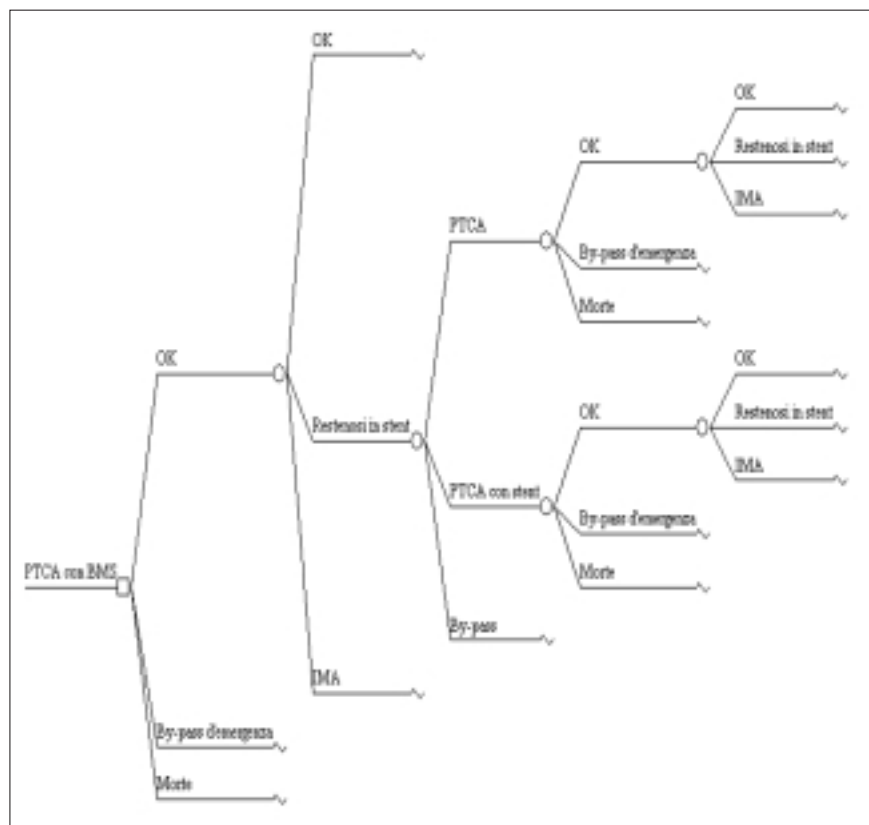 OK
OK
OK
Restenosi in stent
IMA
PTCA
By-pass d'emergenza
Morte
OK
OK
Restenosi in stent
OK
Restenosi in stent
IMA
PTCA con stent
By-pass d'emergenza
Morte
PTCA con BMS
By-pass
IMA
By-pass d'emergenza
Morte